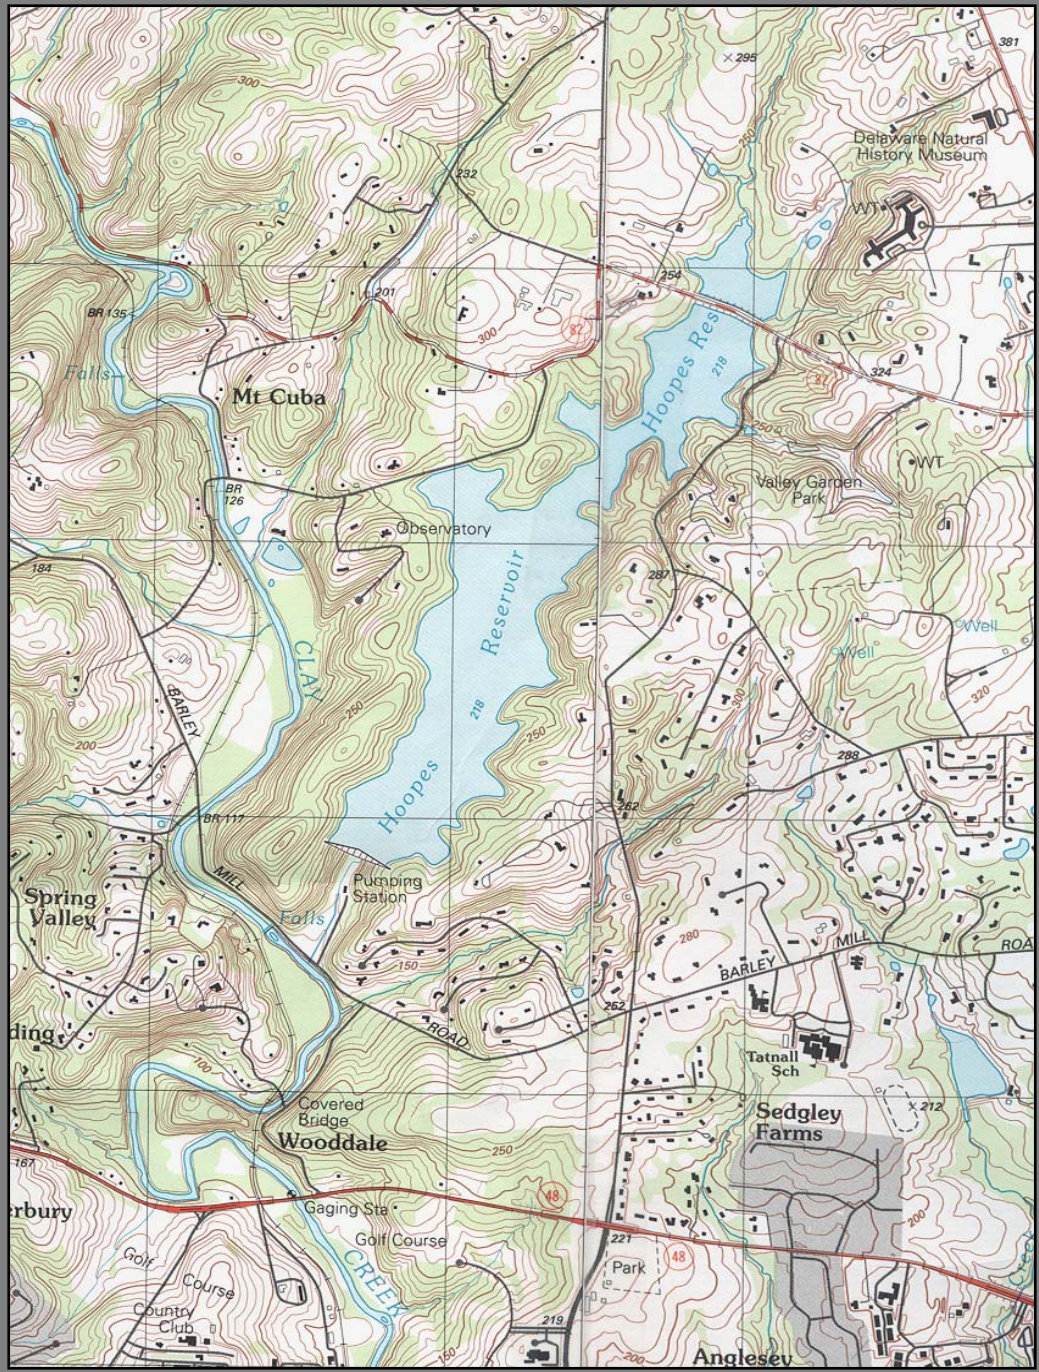 381
295
300
250
Delaware Natural
History Museum
232
WT
254
201
BR 135
F
300
82
Hoopes Res
218
324
82
Falls
Mt Cuba
250
WT
Valley Garden
Park
BR
126
Observatory
184
287
Reservoir
Well
Well
CLAY
BARLEY
250
218
300
320
200
250
288
Hoopes
262
BR 117
MILL
Pumping
Station
Spring
Valley
Falls
280
MILL
ROA
BARLEY
150
252
ROAD
ding
Tatnall
Sch
100
Covered
Bridge
Sedgley
Farms
212
Wooddale
250
167
48
Gaging Sta
200
erbury
Golf Course
221
48
Golf
Course
CREEK
Park
Creek
Country
Club
219
150
200
Anglesey